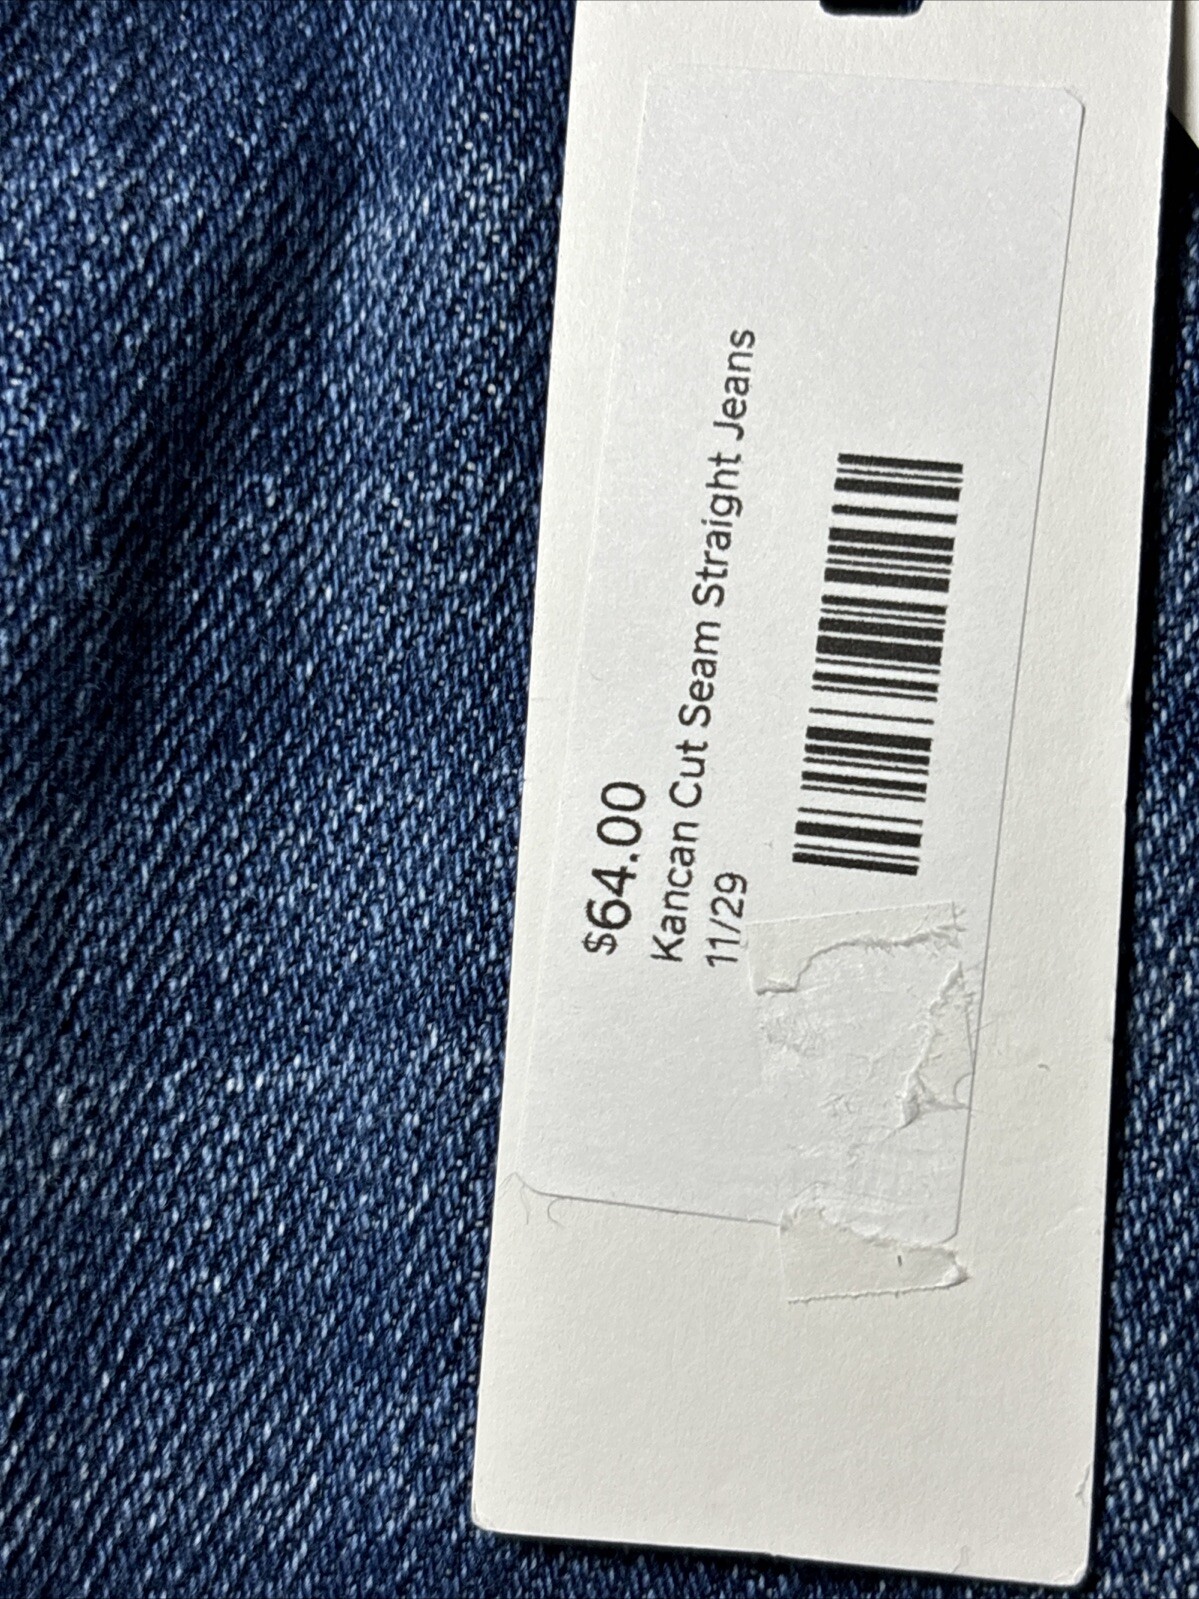 $64.00
Kancan Cut Seam Straight Jeans
11/29